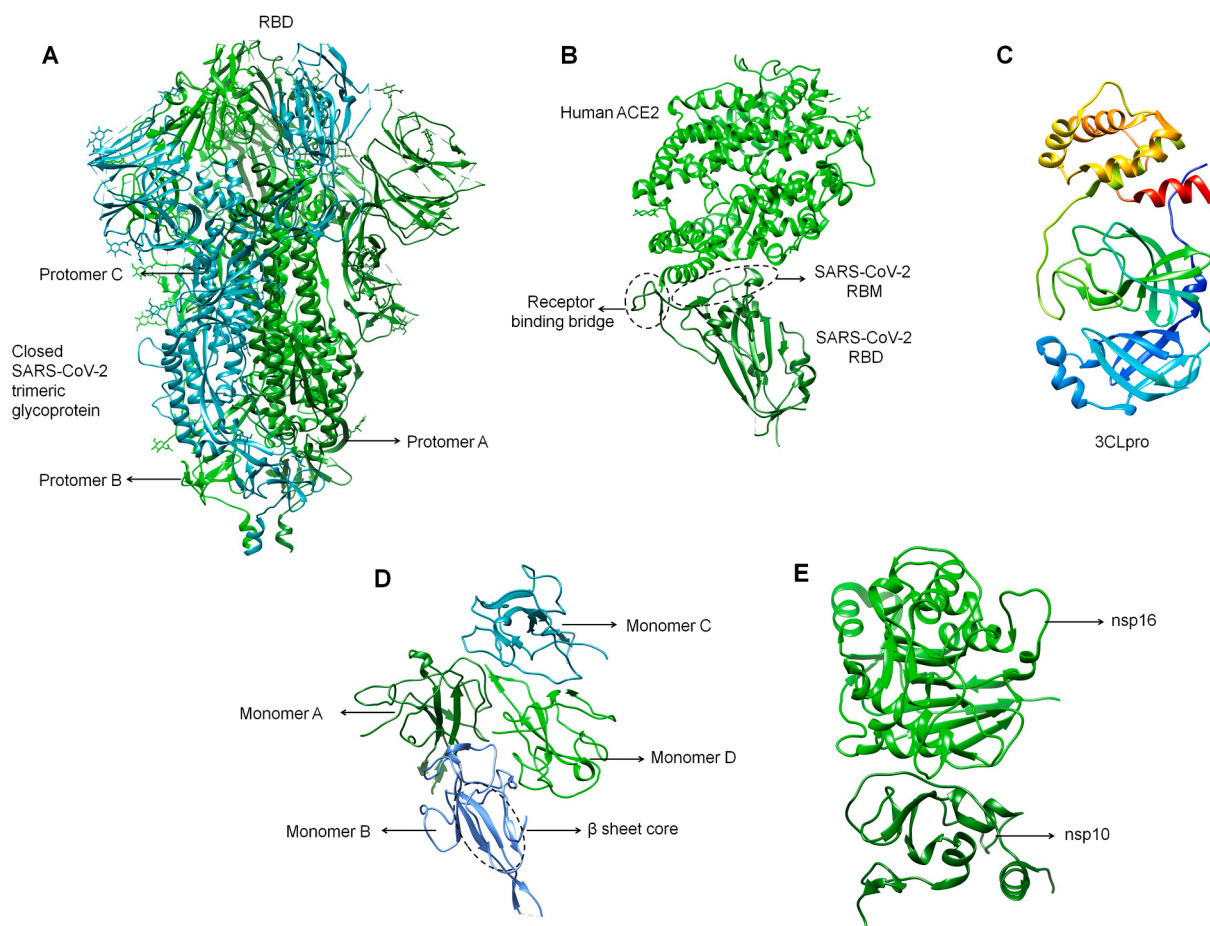 A
RBD
Protomer C
Closed
SARS-CoV-2
trimeric
glycoprotein
Protomer A
Protomer B
B
Human ACE2
SARS-CoV-2
RBM
Receptor
binding bridge
SARS-CoV-2
RBD
C
3CLpro
D
Monomer C
Monomer A
Monomer D
Monomer B
β sheet core
E
nsp16
nsp10